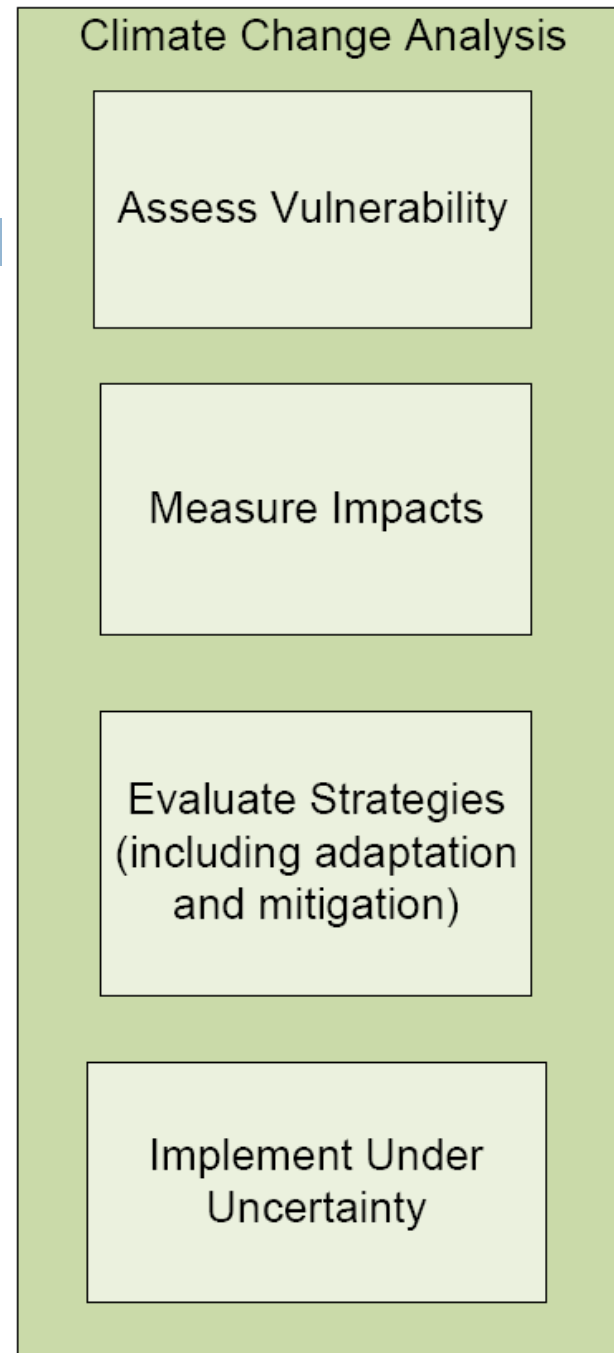 Climate Change Analysis
Assess Vulnerability
Measure Impacts
Evaluate Strategies
(including adaptation
and mitigation)
Implement Under
Uncertainty